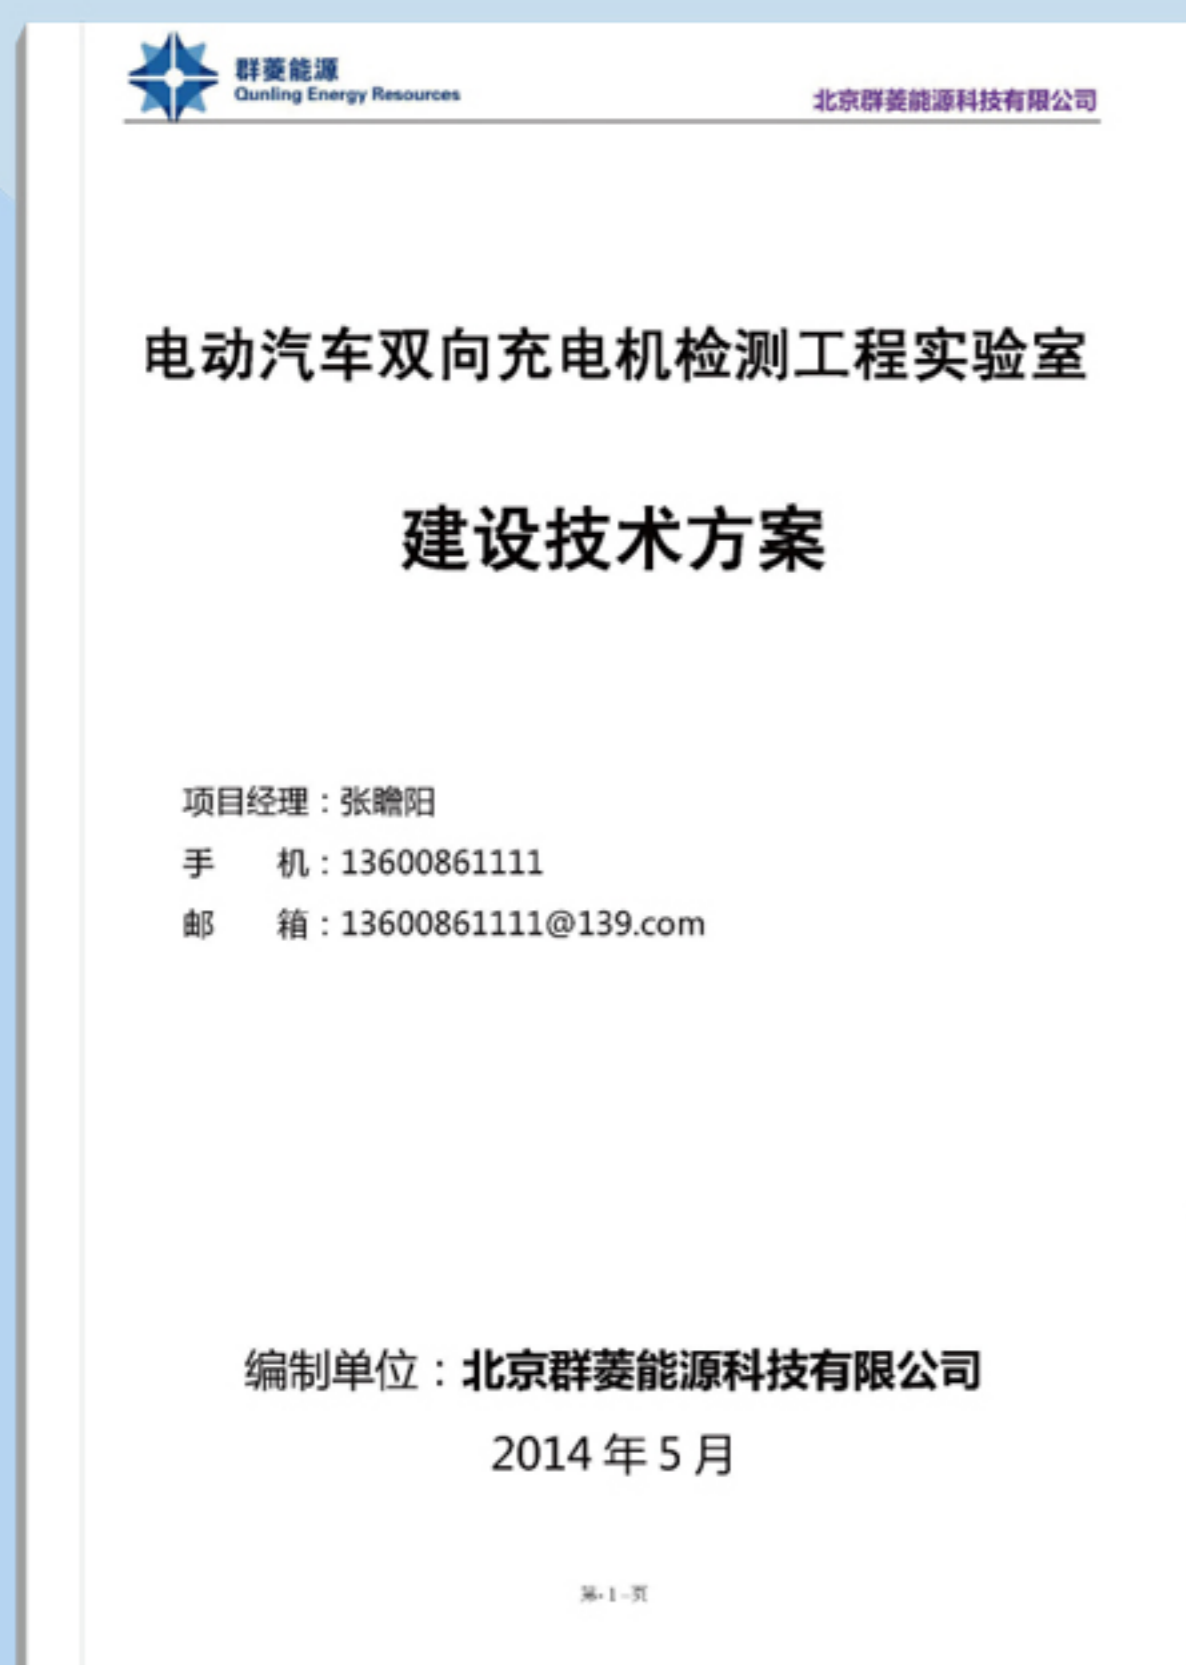 群菱能源
Qunling Energy Resources
北京群菱能源科技有限公司
电动汽车双向充电机检测工程实验室
建设技术方案
项目经理：张瞻阳
手　　机：13600861111
邮　　箱：13600861111@139.com
编制单位：北京群菱能源科技有限公司
2014 年 5 月
第- 1 -页